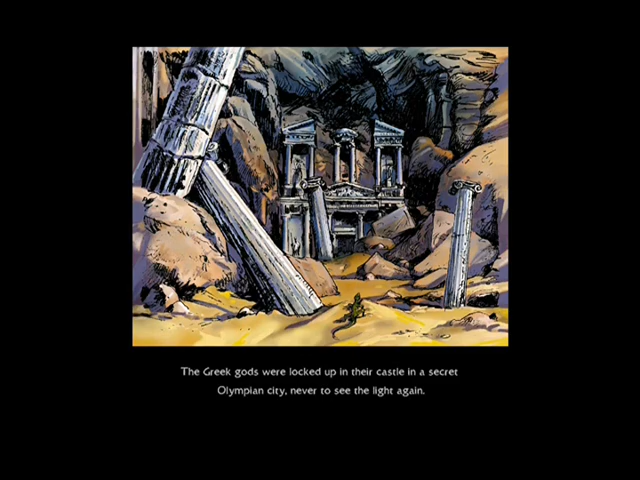 The Greek gods were locked up in their castle in a secret
Olympian city, never to see the light again.